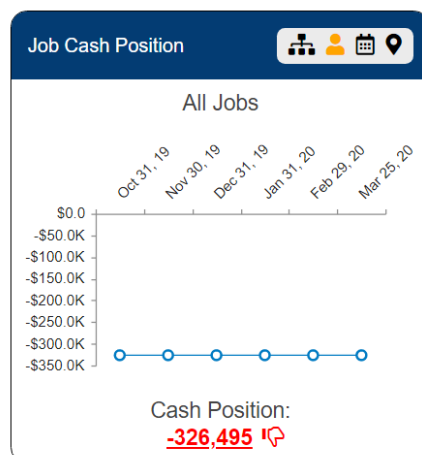 Job Cash Position
All Jobs
Oct 31, 19
Nov 30, 19
Dec 31, 19
Jan 31, 20
Feb 29, 20
Mar 25, 20
$0.0
-$50.0K
-$100.0K
-$150.0K
-$200.0K
-$250.0K
-$300.0K
-$350.0K
Cash Position:
-326,495